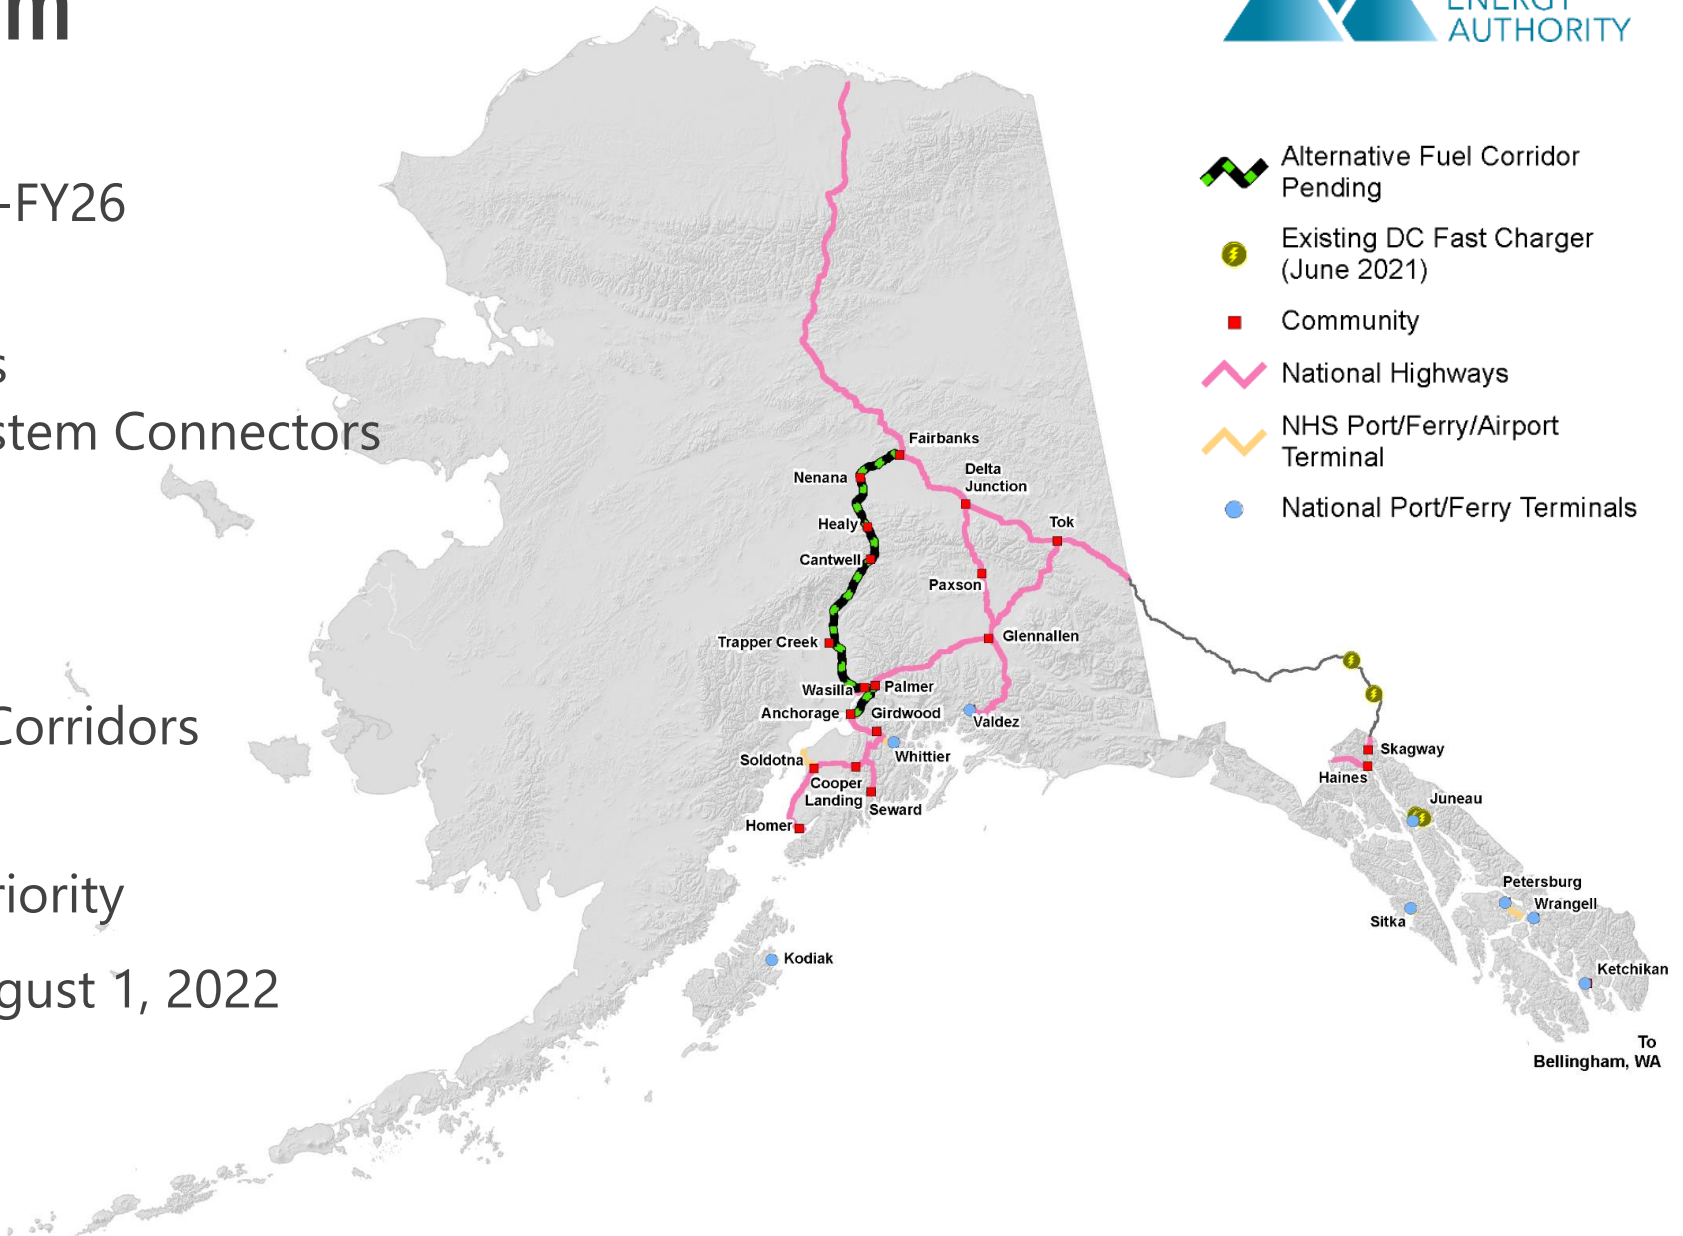 m
ENERGY
AUTHORITY
-FY26
s
stem Connectors
Corridors
riority
gust 1, 2022
Alternative Fuel Corridor
Pending
Existing DC Fast Charger
(June 2021)
Community
National Highways
NHS Port/Ferry/Airport
Terminal
National Port/Ferry Terminals
Fairbanks
Nenana
Delta
Junction
Healy
Tok
Cantwell
Paxson
Trapper Creek
Glennallen
Wasilla
Palmer
Anchorage
Girdwood
Valdez
Soldotna
Whittier
Cooper
Landing
Seward
Homer
Skagway
Haines
Juneau
Petersburg
Wrangell
Sitka
Kodiak
Ketchikan
To
Bellingham, WA